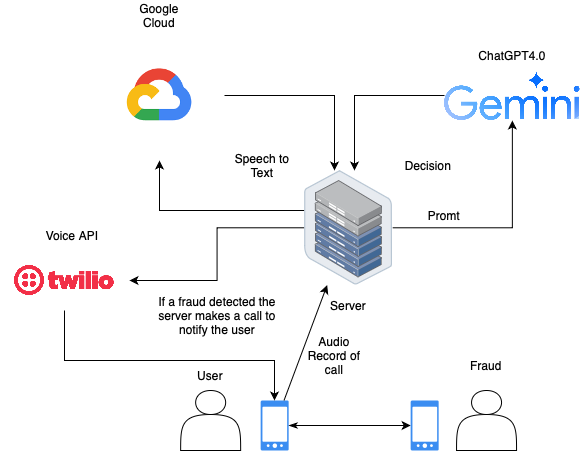 Google
Cloud
ChatGPT4.0
Gemini
Speech to
Text
Decision
Promt
Voice API
twilio
If a fraud detected the
server makes a call to
notify the user
Server
Audio
Record of
call
User
Fraud